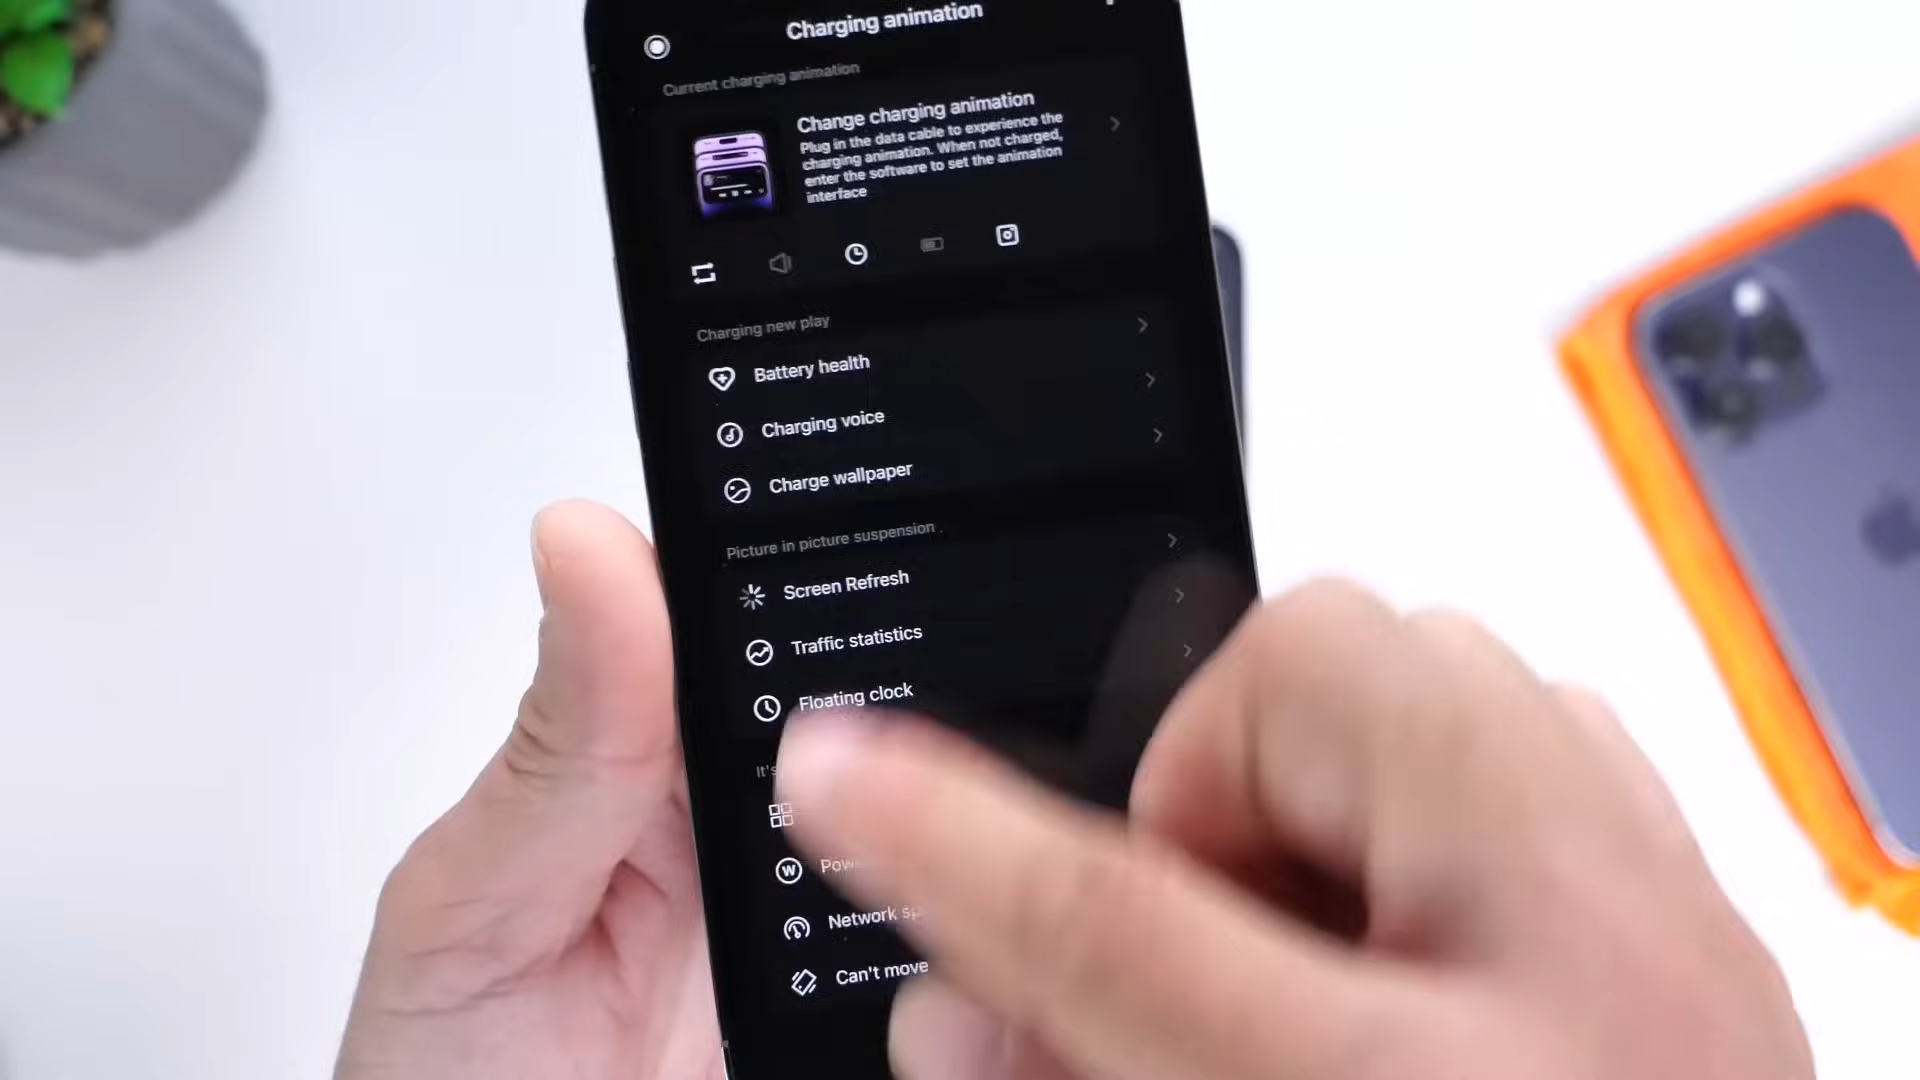 Charging animation
Current charging animation
Change charging animation
Plug in the data cable to experience the
charging animation. When not charged,
enter the software to set the animation
interface
Charging new play
Battery health
Charging voice
Charge wallpaper
Picture in picture suspension
Screen Refresh
Traffic statistics
Floating clock
It's
W
Network
Can't move